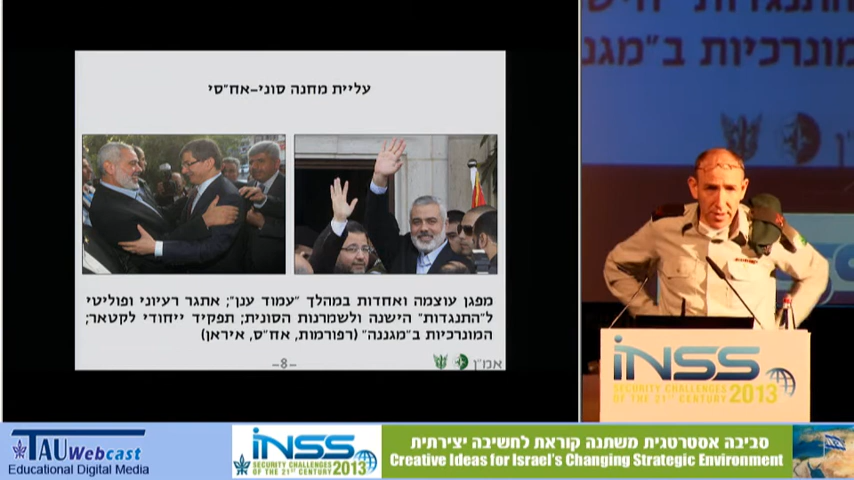 עליית מחנה סוני-אח"סי
מפגן עוצמה ואחדות במהלך "עמוד ענן"; אתגר רעיוני ופוליטי
ל"התנגדות" הישנה ולשמרנות הסונית; תפקיד ייחודי לקטאר;
המונרכיות ב"מגננה" (רפורמות, אח"ס, איראן)
-8-
אמ"ן
המונרכיות ב"מגננ
אמ"ן
iNSS
SECURITY CHALLENGES
OF THE 21ST CENTURY 2013
TAU Webcast
Educational Digital Media
iNSS
SECURITY CHALLENGES
OF THE 21ST CENTURY 2013
סביבה אסטרטגית משתנה קוראת לחשיבה יצירתית
Creative Ideas for Israel's Changing Strategic Environment